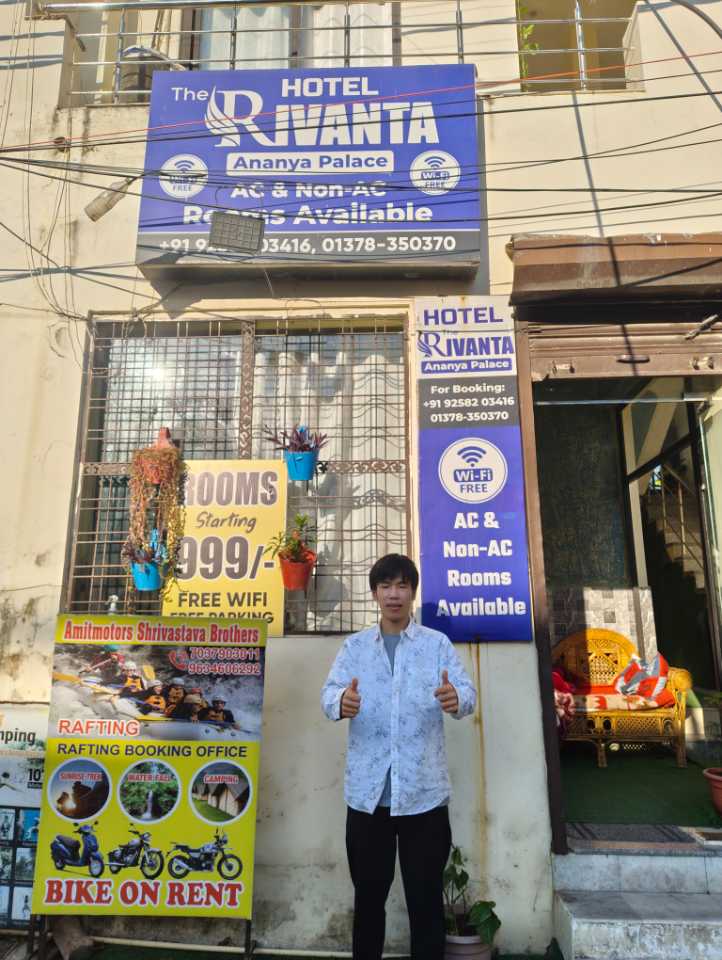 HOTEL
The RIVANTA
Ananya Palace
Wi-Fi
FREE
Wi-Fi
FREE
AC & Non-AC
Rooms Available
03416, 01378-350370
HOTEL
The
RIVANTA
Ananya Palace
For Booking:
+91 92582 03416
01378-350370
Wi-Fi
FREE
AC &
Non-AC
Rooms
Available
ROOMS
Starting
999/-
FREE WIFI
FREE PARKING
Amitmotors Shrivastava Brothers
7037903011
9634606292
RAFTING
RAFTING BOOKING OFFICE
SUNRISE TREK
WATER FALL
CAMPING
BIKE ON RENT